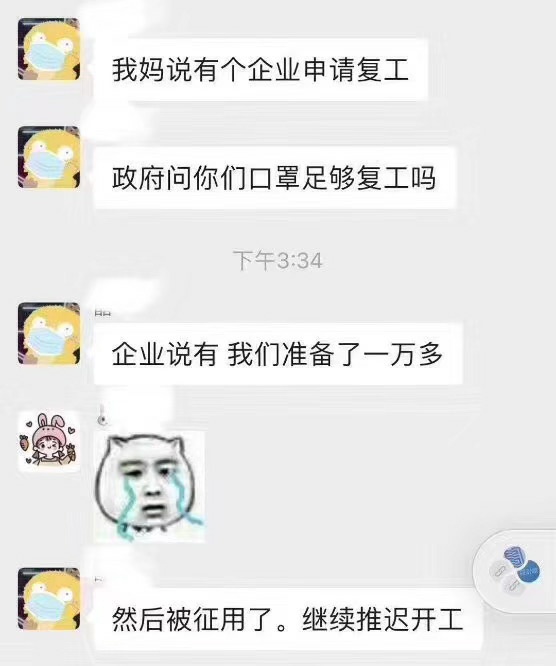 我妈说有个企业申请复工
政府问你们口罩足够复工吗
下午3:34
企业说有 我们准备了一万多
然后被征用了。继续推迟开工